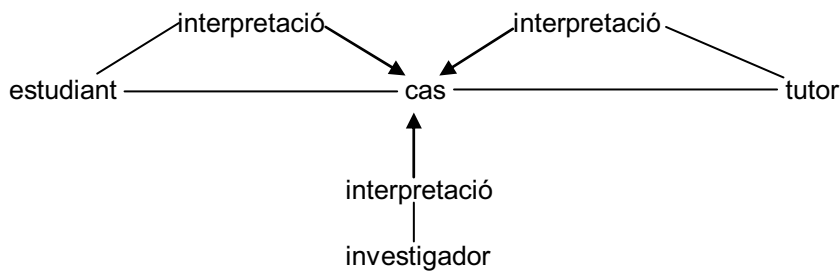 interpretació interpretació
estudiant cas tutor
interpretació
investigador